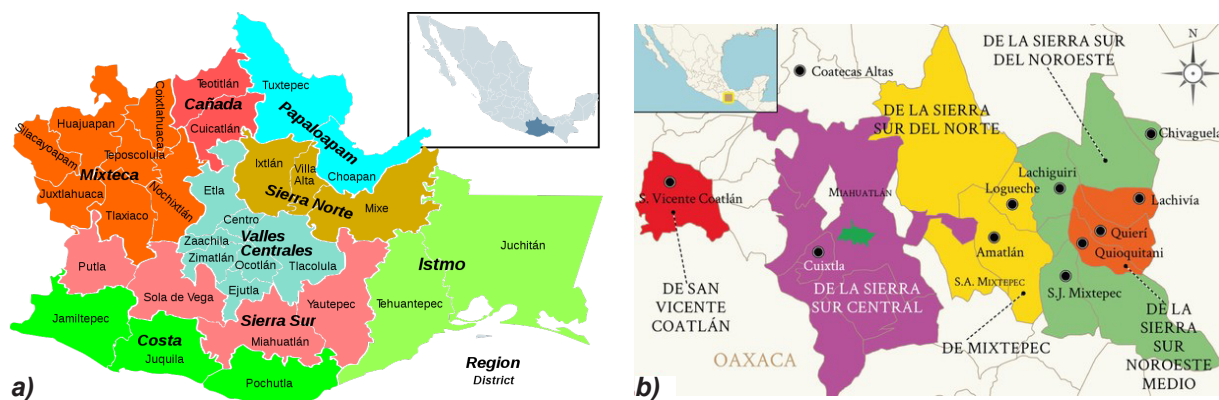 Teotitlán
Tuxtepec
Cañada
Coixtlahuaca
Cuicatlán
Papaloapam
Huajuapan
Silacayoapam
Teposcolula
Mixteca
Ixtlán
Villa
Alta
Choapan
Juxtlahuaca
Nochixtlán
Etla
Sierra Norte
Mixe
Tlaxiaco
Centro
Zaachila
Valles
Centrales
Zimatlán
Ocotlán
Tlacolula
Juchitán
Istmo
Putla
Ejutla
Sola de Vega
Yautepec
Tehuantepec
Jamiltepec
Sierra Sur
Costa
Miahuatlán
Juquila
Region
District
Pochutla
a)
DE LA SIERRA SUR
DEL NOROESTE
N
Coatecas Altas
DE LA SIERRA
SUR DEL NORTE
Chivaguela
Lachiguiri
Logueche
Miahuatlán
S. Vicente Coatlán
Lachivía
Quierí
Quioquitani
Amatlán
Cuixtla
S.A. Mixtepec
S.J. Mixtepec
DE SAN
VICENTE
COATLÁN
DE LA SIERRA
SUR CENTRAL
DE MIXTEPEC
DE LA
SIERRA
SUR
NOROESTE
MEDIO
OAXACA
b)